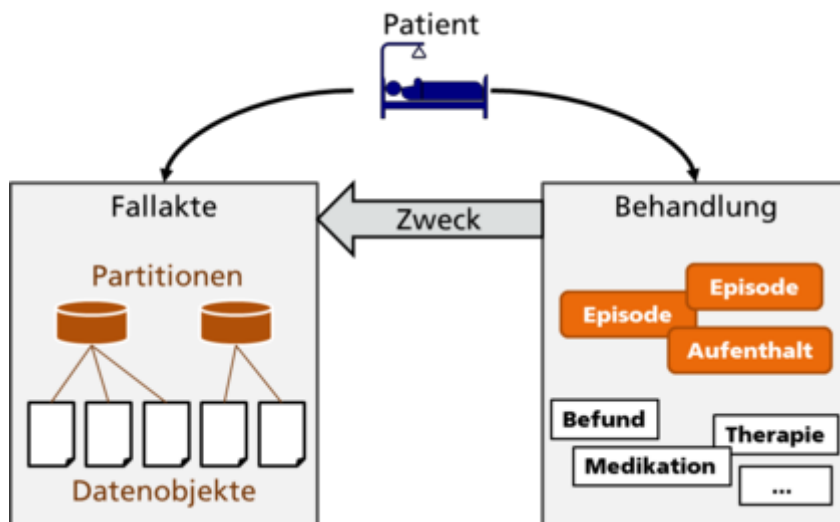 Patient
Fallakte
Zweck
Behandlung
Partitionen
Episode
Episode
Aufenthalt
Befund
Therapie
Medikation
...
Datenobjekte